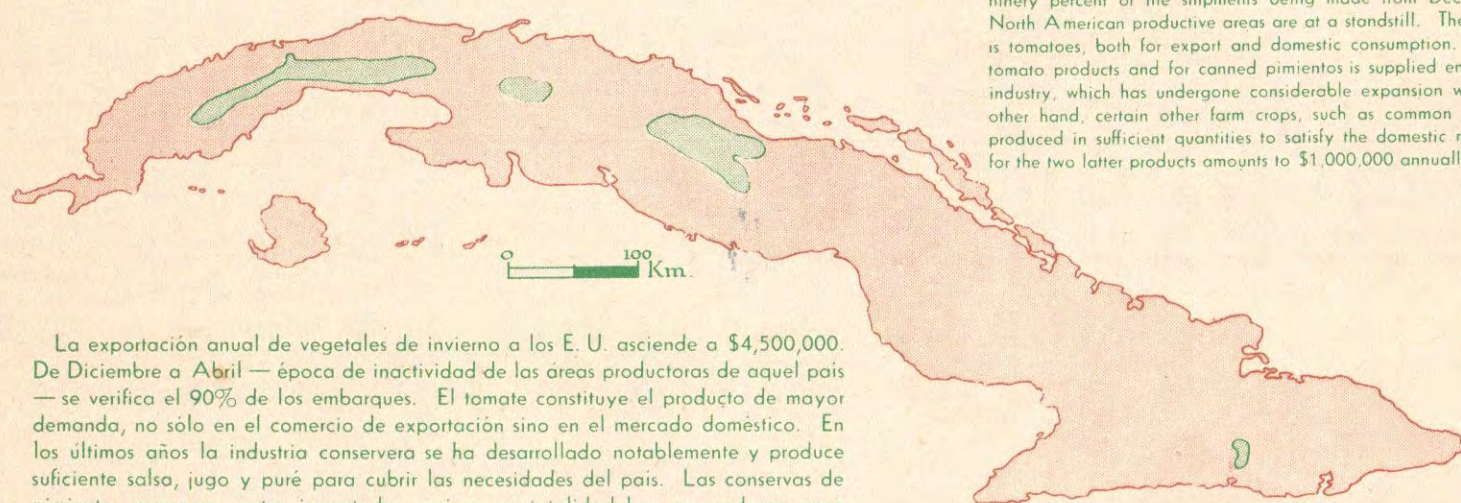 North American productive areas are at a standstill. The
is tomatoes, both for export and domestic consumption.
tomato products and for canned pimientos is supplied en
industry, which has undergone considerable expansion w
other hand, certain other farm crops, such as common
produced in sufficient quantities to satisfy the domestic
for the two latter products amounts to $1,000,000 annuall
0 100
Km.
La exportación anual de vegetales de invierno a los E. U. asciende a $4,500,000.
De Diciembre a Abril — época de inactividad de las áreas productoras de aquel país
— se verifica el 90% de los embarques. El tomate constituye el producto de mayor
demanda, no sólo en el comercio de exportación sino en el mercado doméstico. En
los últimos años la industria conservera se ha desarrollado notablemente y produce
suficiente salsa, jugo y puré para cubrir las necesidades del país. Las conservas de